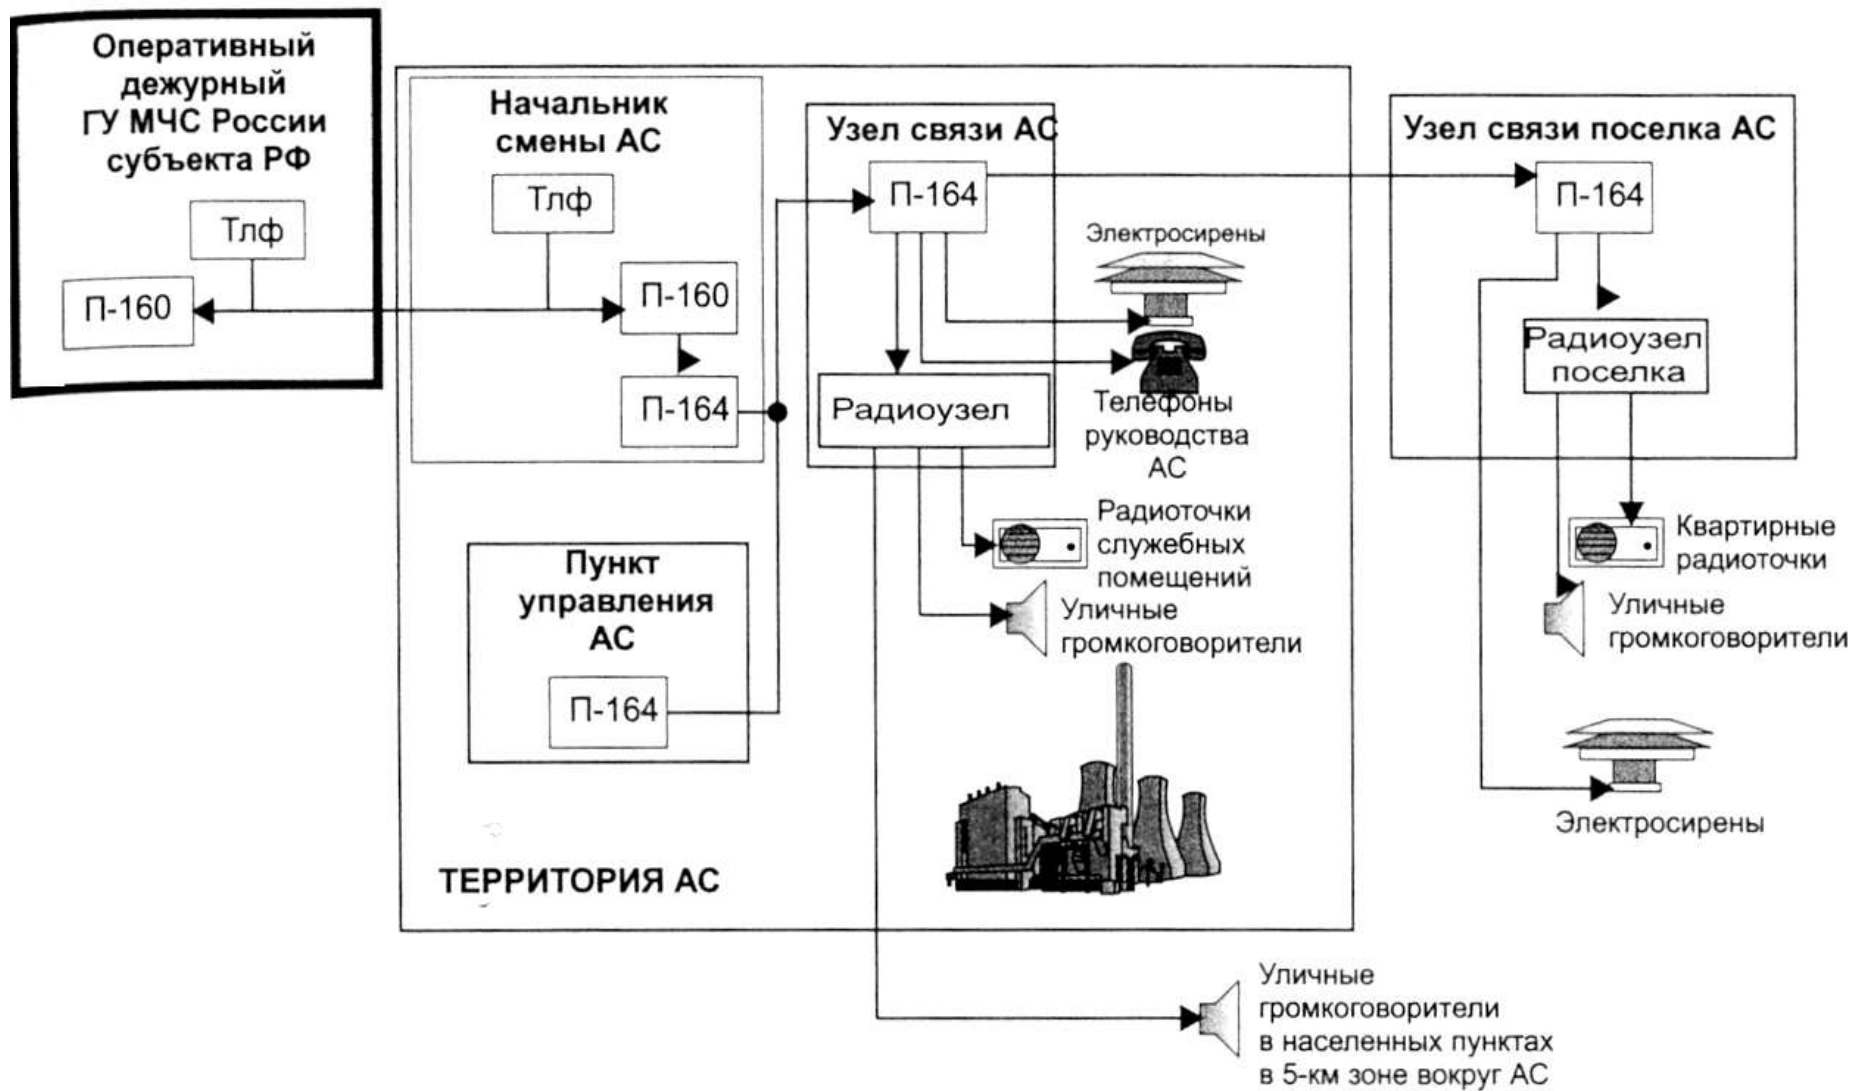 Оперативный
дежурный
ГУ МЧС России
субъекта РФ
Тлф
П-160
Начальник
смены АС
Тлф
П-160
П-164
Узел связи АС
П-164
Радиоузел
Электросирены
Телефоны
руководства
АС
Радиоточки
служебных
помещений
Уличные
громкоговорители
Пункт
управления
АС
П-164
ТЕРРИТОРИЯ АС
Узел связи поселка АС
П-164
Радиоузел
поселка
Квартирные
радиоточки
Уличные
громкоговорители
Электросирены
Уличные
громкоговорители
в населенных пунктах
в 5-км зоне вокруг АС